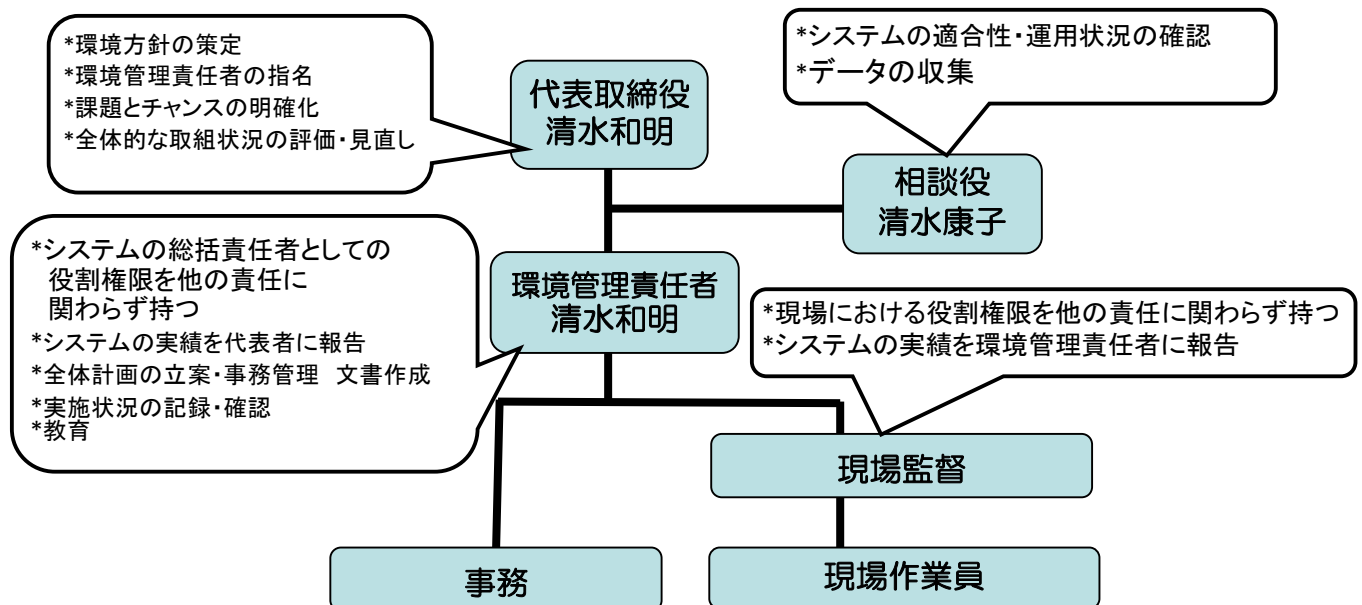 *環境方針の策定
*環境管理責任者の指名
*課題とチャンスの明確化
*全体的な取組状況の評価・見直し
代表取締役
清水和明
*システムの適合性・運用状況の確認
*データの収集
相談役
清水康子
*システムの総括責任者としての
役割権限を他の責任に
関わらず持つ
*システムの実績を代表者に報告
*全体計画の立案・事務管理　文書作成
*実施状況の記録・確認
*教育
環境管理責任者
清水和明
*現場における役割権限を他の責任に関わらず持つ
*システムの実績を環境管理責任者に報告
現場監督
事務
現場作業員